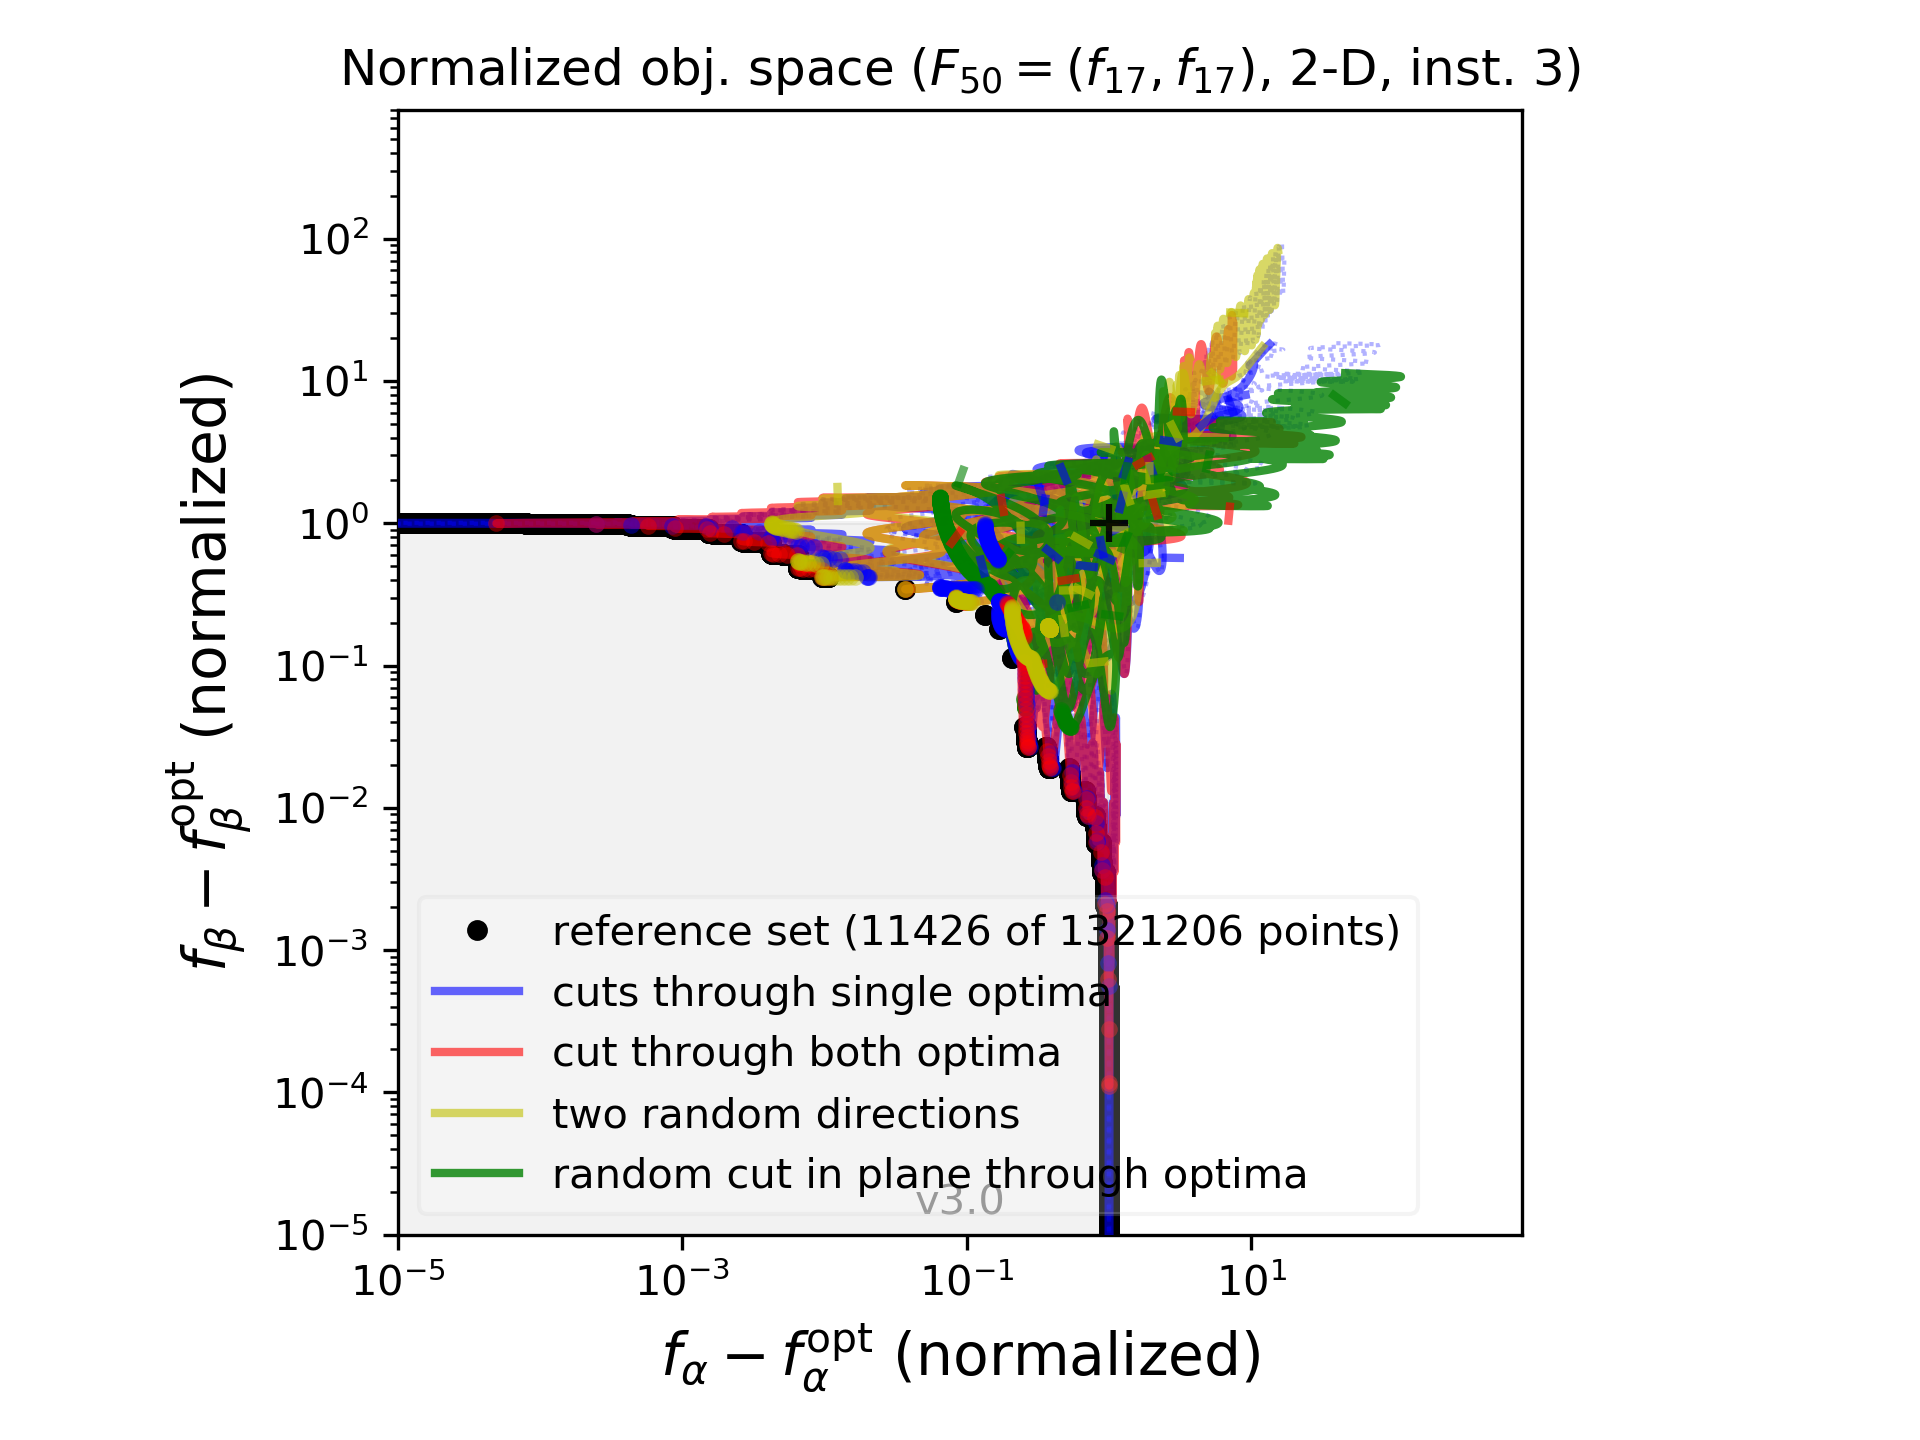 Normalized obj. space (F₅₀ = (f₁₇, f₁₇), 2-D, inst. 3)
10²
10¹
10⁰
10⁻¹
10⁻²
10⁻³
10⁻⁴
10⁻⁵
f_β − f_β^opt (normalized)
reference set (11426 of 1321206 points)
cuts through single optima
cut through both optima
two random directions
random cut in plane through optima
v3.0
10⁻⁵ 10⁻³ 10⁻¹ 10¹
f_α − f_α^opt (normalized)